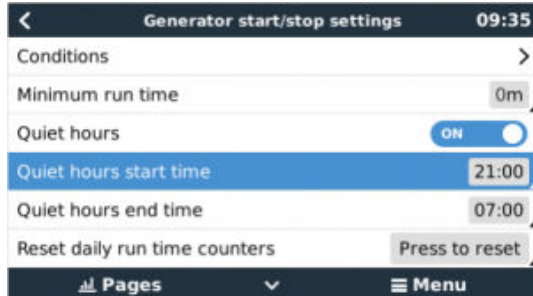 Generator start/stop settings 09:35
Conditions
Minimum run time 0m
Quiet hours ON
Quiet hours start time 21:00
Quiet hours end time 07:00
Reset daily run time counters Press to reset
Pages Menu